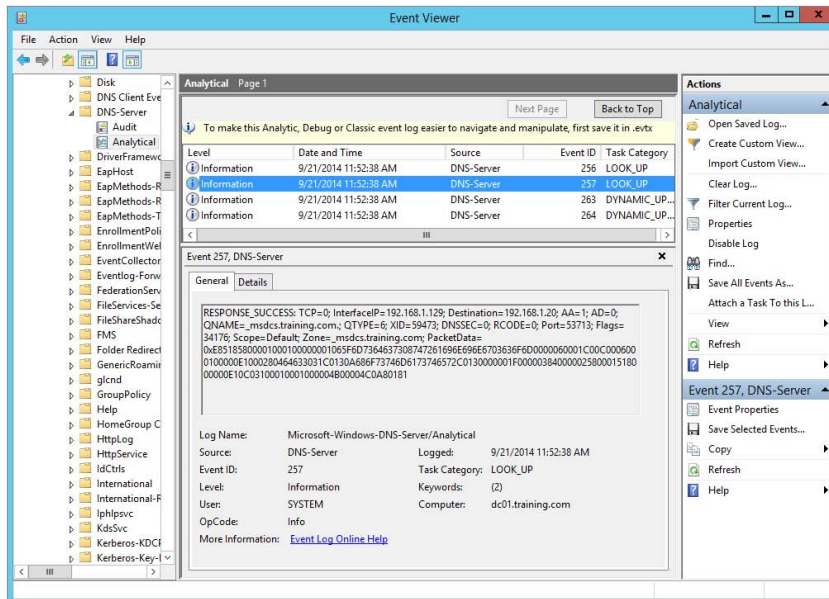 Event Viewer
File Action View Help
Disk
DNS Client Eve
DNS-Server
Audit
Analytical
DriverFramewc
EapHost
EapMethods-R
EapMethods-R
EapMethods-T
EnrollmentPoli
EnrollmentWel
EventCollector
Eventlog-Forw
FederationServ
FileServices-Se
FileShareShadc
FMS
Folder Redirect
GenericRoamir
glcnd
GroupPolicy
Help
HomeGroup C
HttpLog
HttpService
IdCtrls
International
International-R
Iphlpsvc
KdsSvc
Kerberos-KDCF
Kerberos-Key-I
Analytical Page 1
Next Page Back to Top
To make this Analytic, Debug or Classic event log easier to navigate and manipulate, first save it in .evtx
Level Date and Time Source Event ID Task Category
Information 9/21/2014 11:52:38 AM DNS-Server 256 LOOK_UP
Information 9/21/2014 11:52:38 AM DNS-Server 257 LOOK_UP
Information 9/21/2014 11:52:38 AM DNS-Server 263 DYNAMIC_UP...
Information 9/21/2014 11:52:38 AM DNS-Server 264 DYNAMIC_UP...
Event 257, DNS-Server
General Details
RESPONSE_SUCCESS: TCP=0; InterfaceIP=192.168.1.129; Destination=192.168.1.20; AA=1; AD=0;
QNAME=_msdcs.training.com.; QTYPE=6; XID=59473; DNSSEC=0; RCODE=0; Port=53713; Flags=
34176; Scope=Default; Zone=_msdcs.training.com; PacketData=
Log Name: Microsoft-Windows-DNS-Server/Analytical
Source: DNS-Server Logged: 9/21/2014 11:52:38 AM
Event ID: 257 Task Category: LOOK_UP
Level: Information Keywords: (2)
User: SYSTEM Computer: dc01.training.com
OpCode: Info
More Information: Event Log Online Help
Actions
Analytical
Open Saved Log...
Create Custom View...
Import Custom View...
Clear Log...
Filter Current Log...
Properties
Disable Log
Find...
Save All Events As...
Attach a Task To this L...
View
Refresh
Help
Event 257, DNS-Server
Event Properties
Save Selected Events...
Copy
Refresh
Help